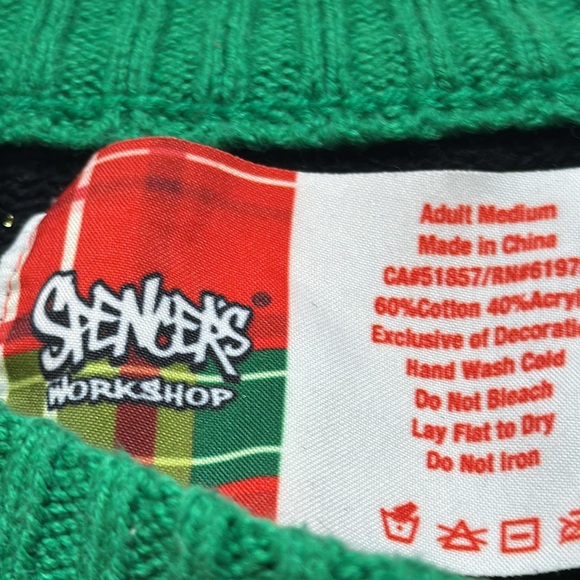 SPENCER'S
WORKSHOP
Adult Medium
Made in China
CA#51857/RN#6197
60%Cotton 40%Acryl
Exclusive of Decorati
Hand Wash Cold
Do Not Bleach
Lay Flat to Dry
Do Not Iron